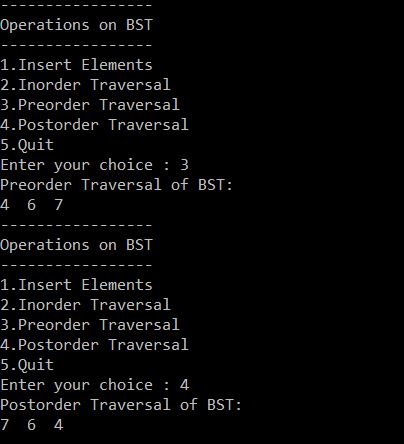 -----------------
Operations on BST
-----------------
1.Insert Elements
2.Inorder Traversal
3.Preorder Traversal
4.Postorder Traversal
5.Quit
Enter your choice : 3
Preorder Traversal of BST:
4  6  7
-----------------
Operations on BST
-----------------
1.Insert Elements
2.Inorder Traversal
3.Preorder Traversal
4.Postorder Traversal
5.Quit
Enter your choice : 4
Postorder Traversal of BST:
7  6  4